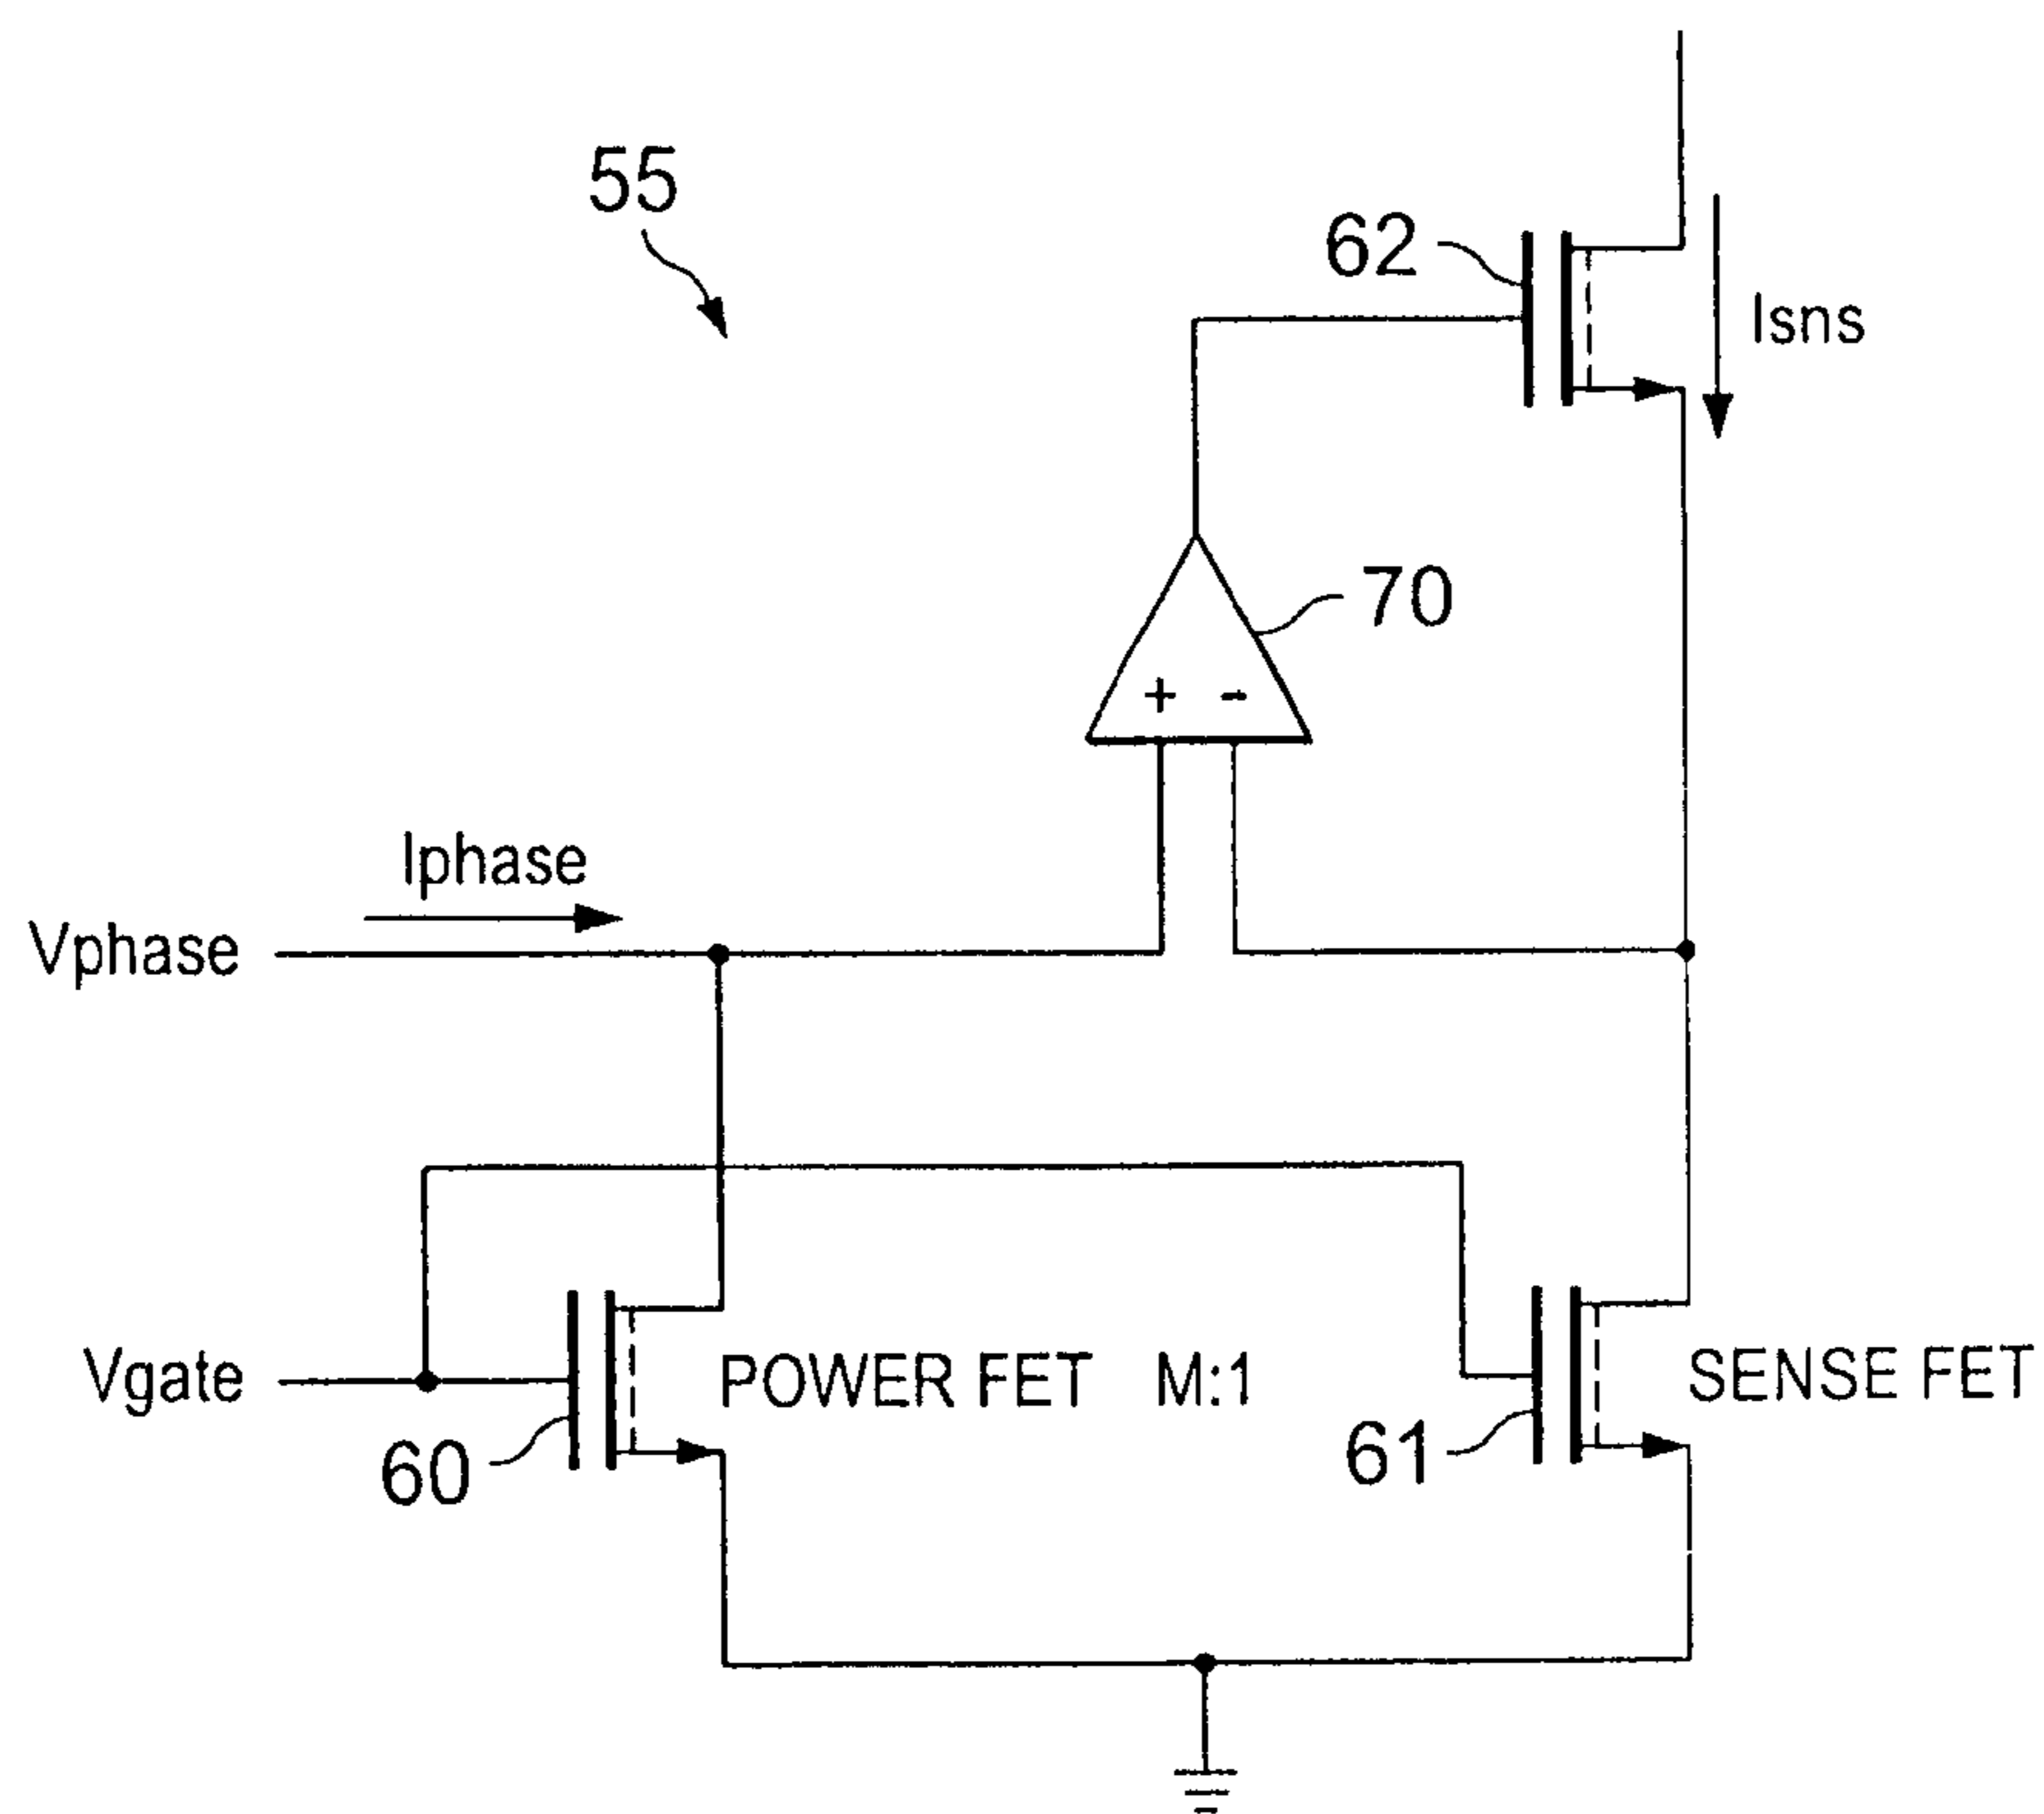 55
62
Isns
70
+ -
Iphase
Vphase
Vgate
POWER FET M:1
SENSE FET
60
61